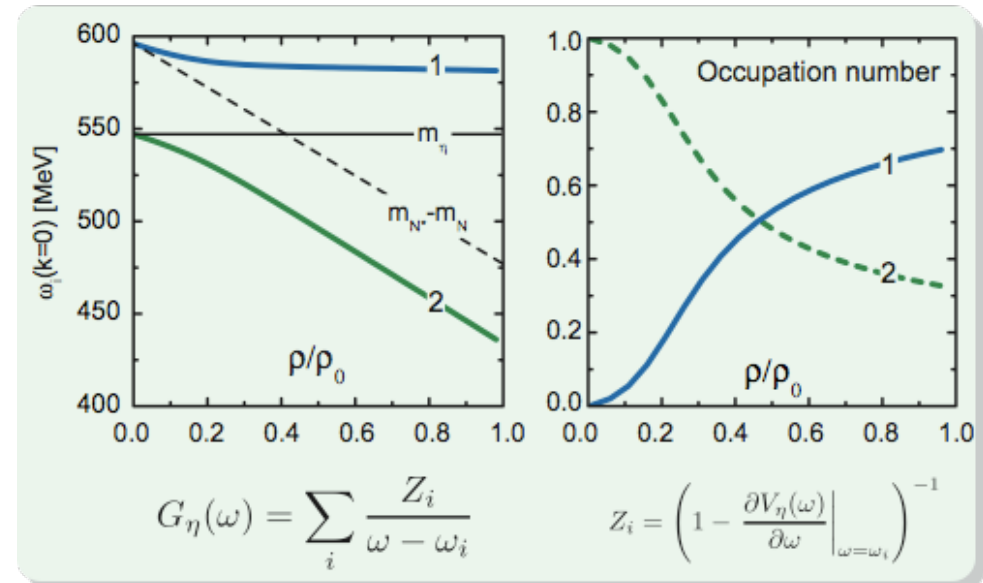 600
550
500
450
400
ω_i(k=0) [MeV]
1
m_η
m_{N*}-m_N
2
ρ/ρ_0
0.0 0.2 0.4 0.6 0.8 1.0
1.0
0.8
0.6
0.4
0.2
0.0
Occupation number
1
2
ρ/ρ_0
0.0 0.2 0.4 0.6 0.8 1.0
G_η(ω) = ∑_i Z_i / (ω − ω_i)
Z_i = (1 − ∂V_η(ω)/∂ω |_{ω=ω_i})^{−1}